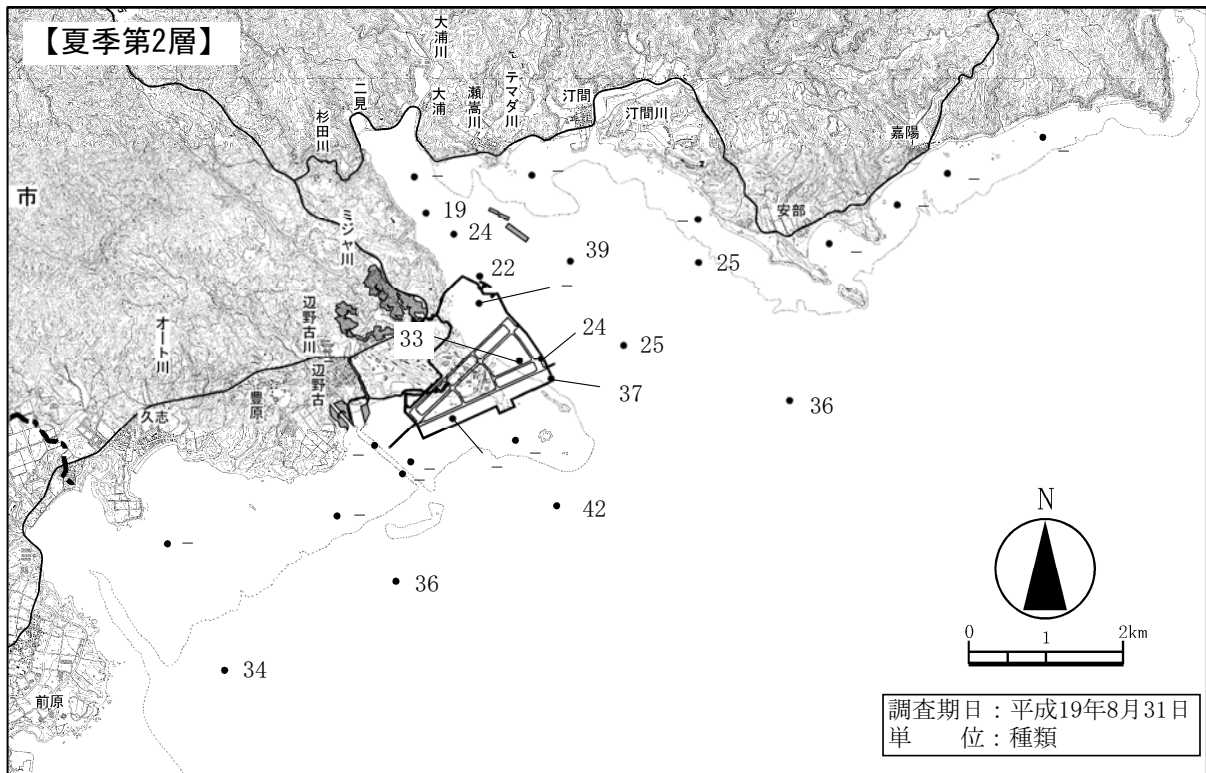 【夏季第2層】
大浦川
大浦
瀬嵩川
テマダ川
汀間
汀間川
二見
杉田川
嘉陽
安部
市
ミジャ川
辺野古川
辺野古
オート川
豊原
久志
前原
－
－
－
－
－
－
－
－
19
24
39
22
－
25
24
33
25
37
36
－
－
－
－
－
－
－
42
36
34
N
0 1 2km
調査期日：平成19年8月31日
単　　位：種類